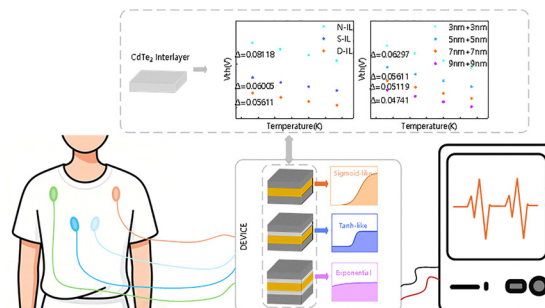 CdTe₂ Interlayer
Vth(V)
Δ=0.08118
Δ=0.06005
Δ=0.05611
N-IL
S-IL
D-IL
Temperature(K)
Vth(V)
Δ=0.06297
Δ=0.05611
Δ=0.05119
Δ=0.04741
3nm+3nm
5nm+5nm
7nm+7nm
9nm+9nm
Temperature(K)
DEVICE
Sigmoid-like
Tanh-like
Exponential